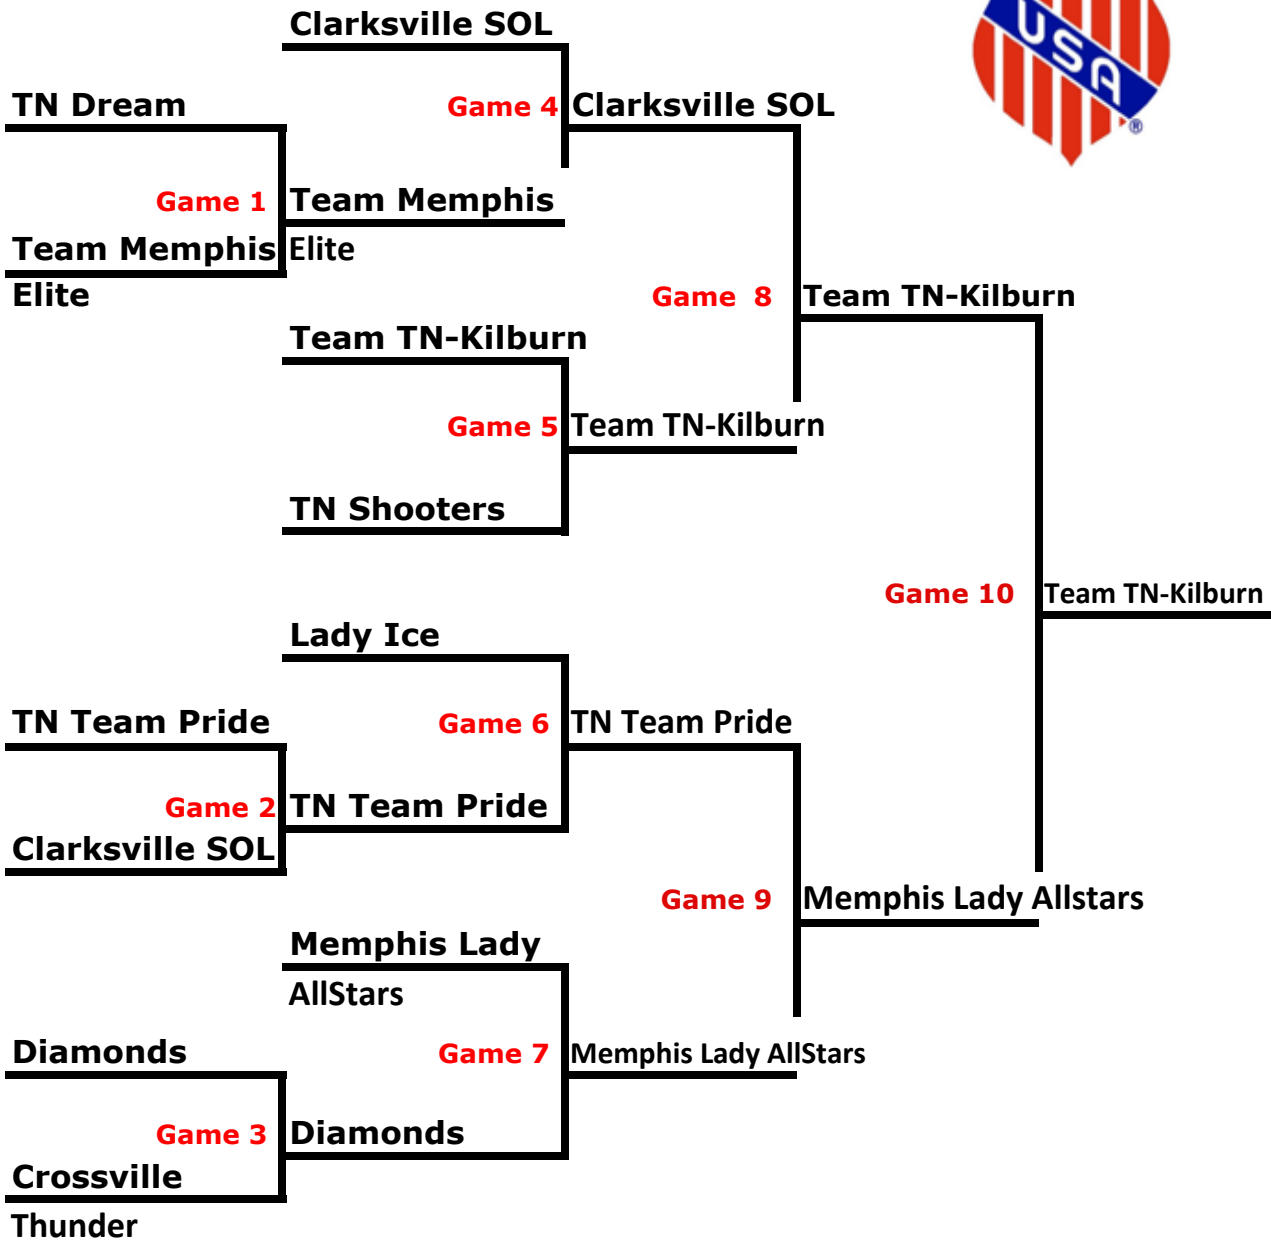 Clarksville SOL
USA
®
TN Dream
Game 4
Clarksville SOL
Game 1
Team Memphis
Elite
Team Memphis
Elite
Game  8
Team TN-Kilburn
Team TN-Kilburn
Game 5
Team TN-Kilburn
TN Shooters
Game 10
Team TN-Kilburn
Lady Ice
TN Team Pride
Game 6
TN Team Pride
Game 2
TN Team Pride
Clarksville SOL
Game 9
Memphis Lady Allstars
Memphis Lady
AllStars
Diamonds
Game 7
Memphis Lady AllStars
Game 3
Diamonds
Crossville
Thunder